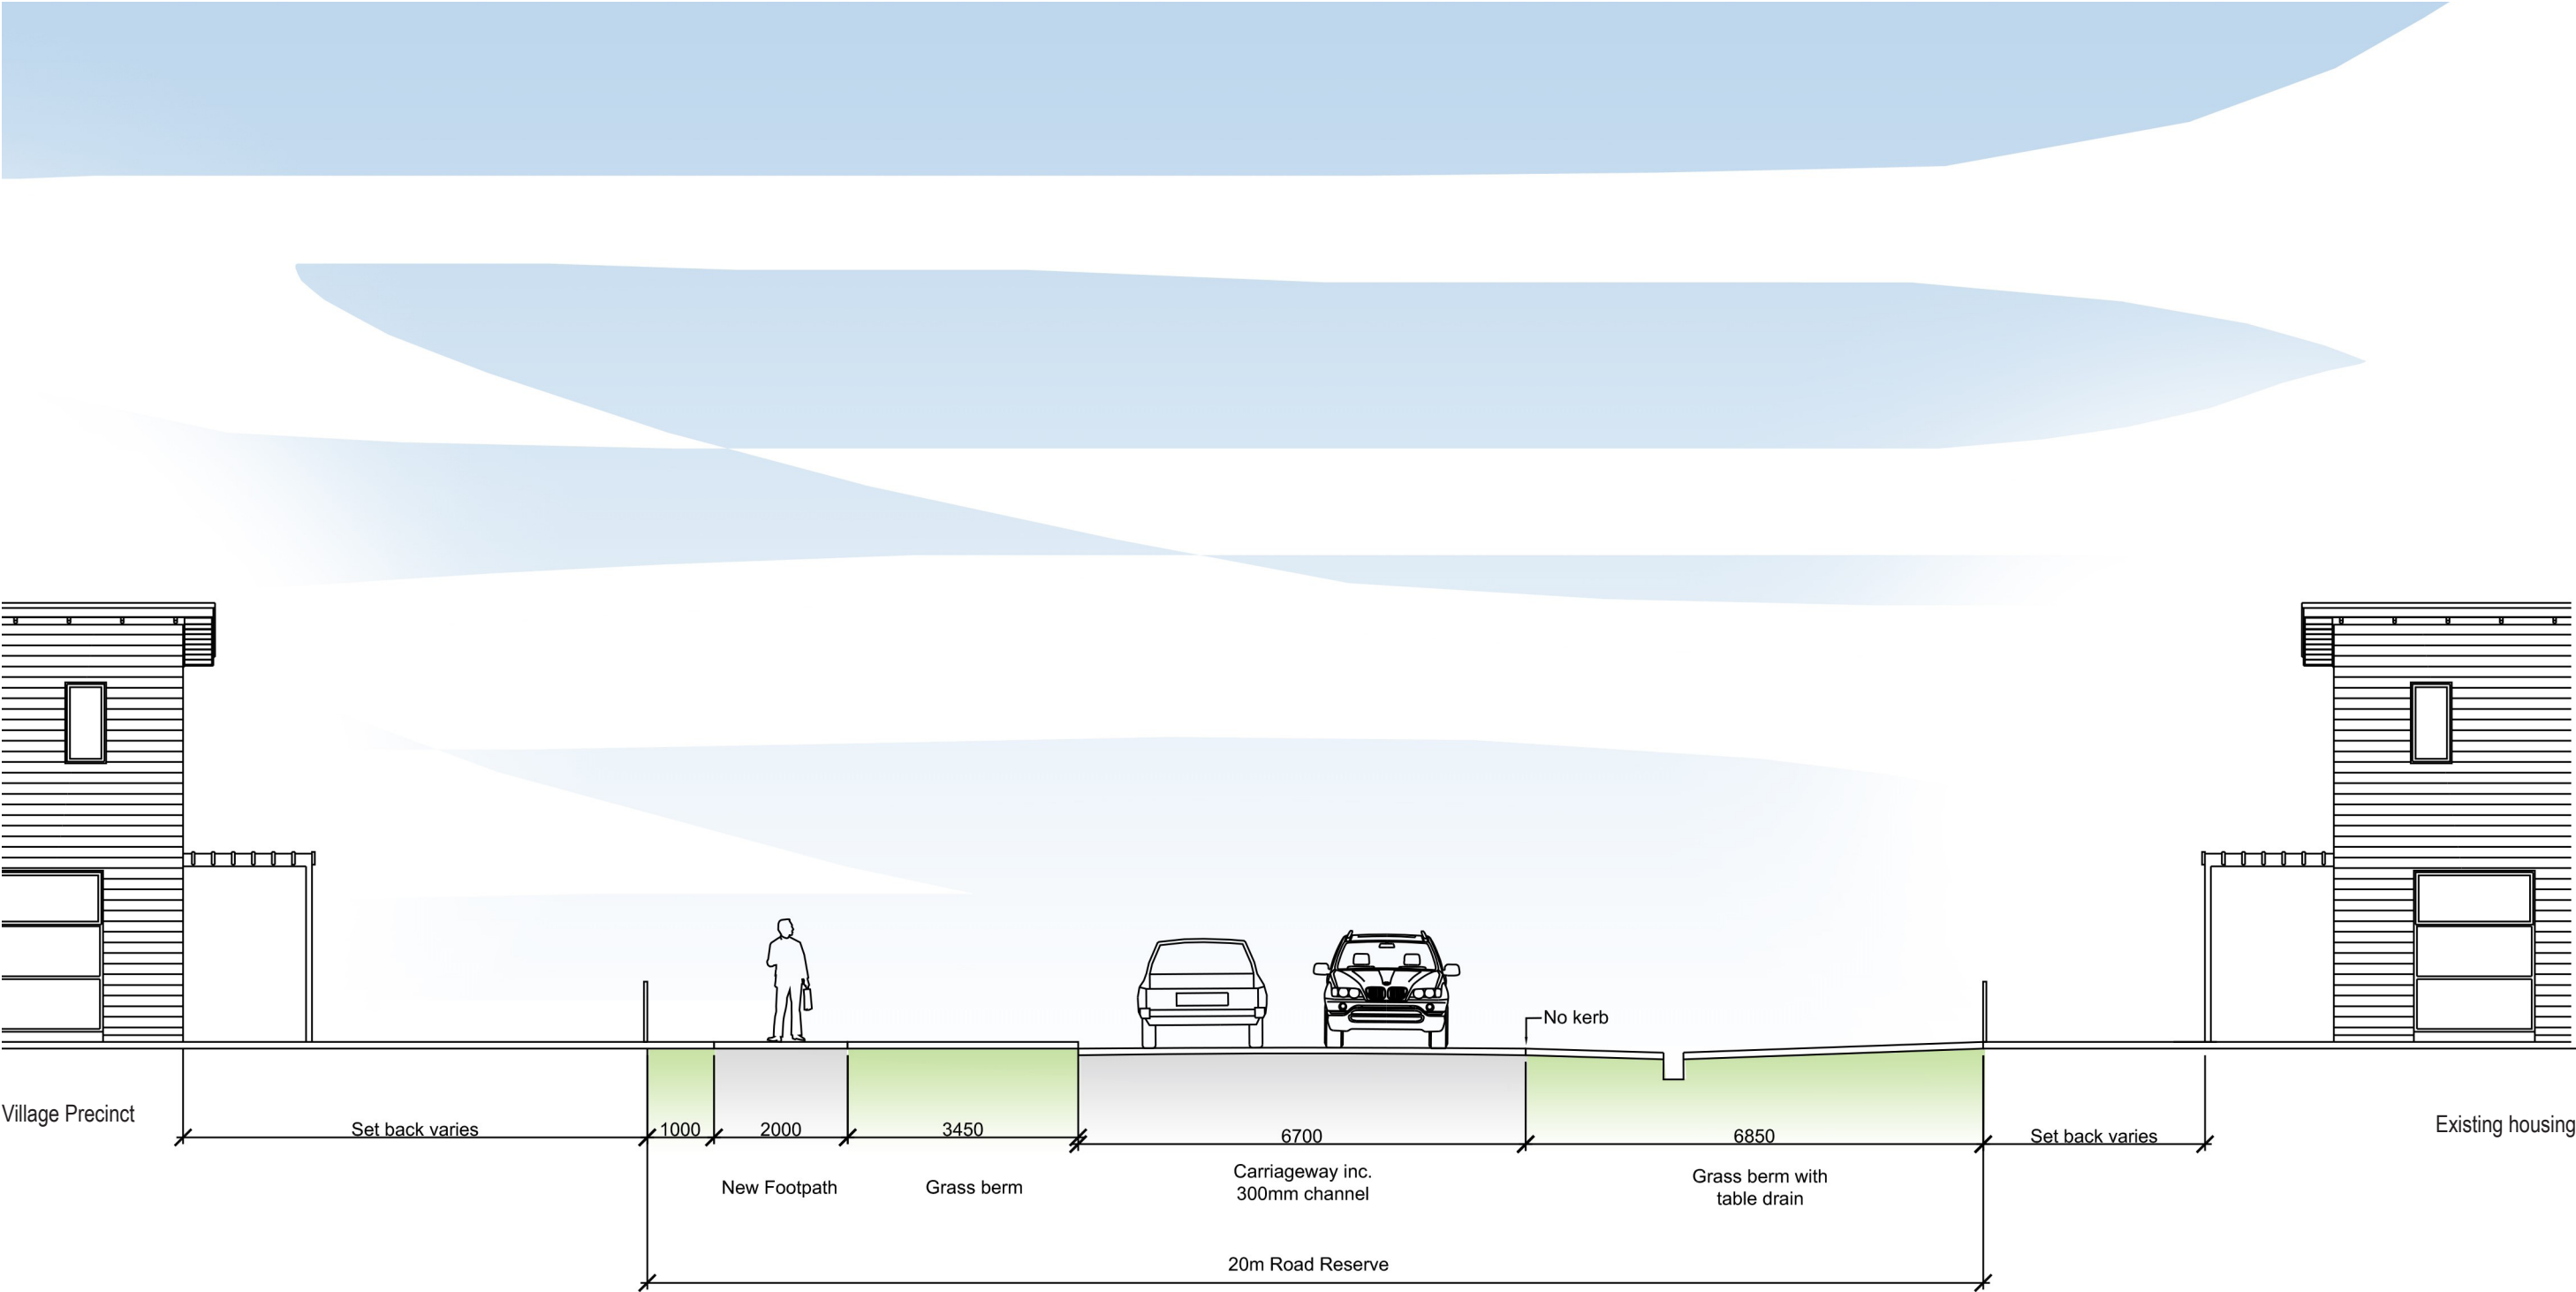 No kerb
Village Precinct
Existing housing
Set back varies
1000
2000
3450
6700
6850
Set back varies
New Footpath
Grass berm
Carriageway inc.
300mm channel
Grass berm with
table drain
20m Road Reserve